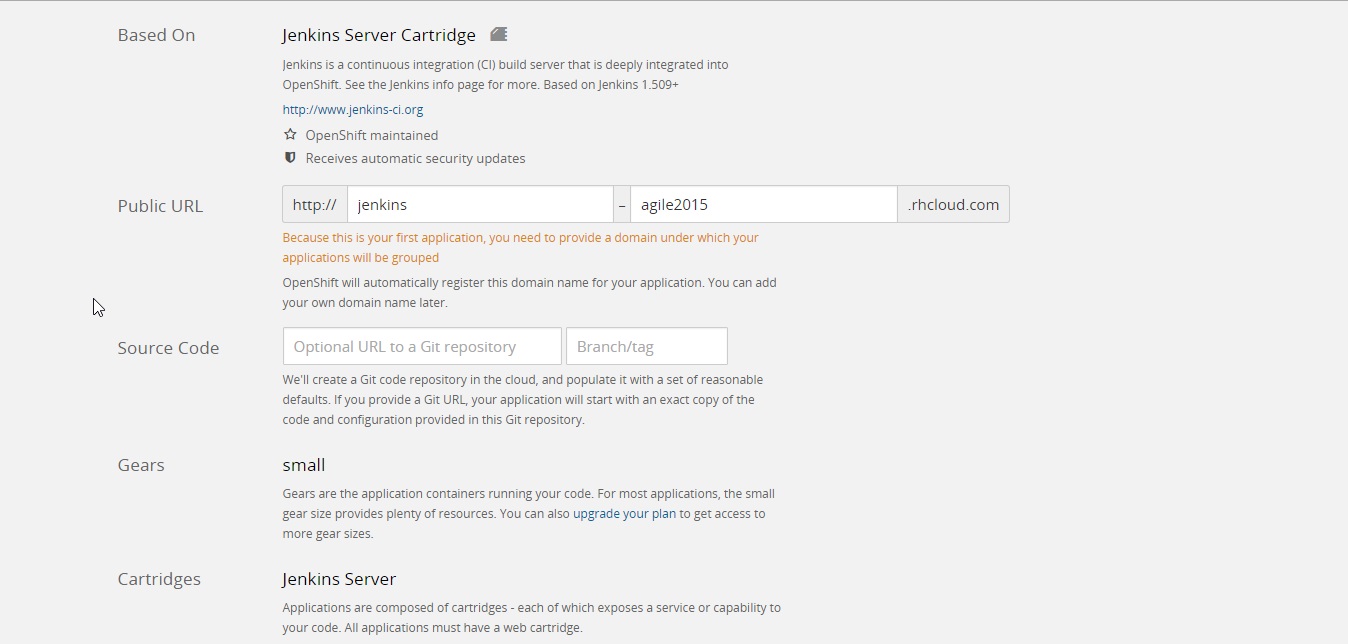 Based On
Jenkins Server Cartridge
Jenkins is a continuous integration (CI) build server that is deeply integrated into
OpenShift. See the Jenkins info page for more. Based on Jenkins 1.509+
http://www.jenkins-ci.org
OpenShift maintained
Receives automatic security updates
Public URL
http:// jenkins – agile2015 .rhcloud.com
Because this is your first application, you need to provide a domain under which your
applications will be grouped
OpenShift will automatically register this domain name for your application. You can add
your own domain name later.
Source Code
Optional URL to a Git repository Branch/tag
We'll create a Git code repository in the cloud, and populate it with a set of reasonable
defaults. If you provide a Git URL, your application will start with an exact copy of the
code and configuration provided in this Git repository.
Gears
small
Gears are the application containers running your code. For most applications, the small
gear size provides plenty of resources. You can also upgrade your plan to get access to
more gear sizes.
Cartridges
Jenkins Server
Applications are composed of cartridges - each of which exposes a service or capability to
your code. All applications must have a web cartridge.